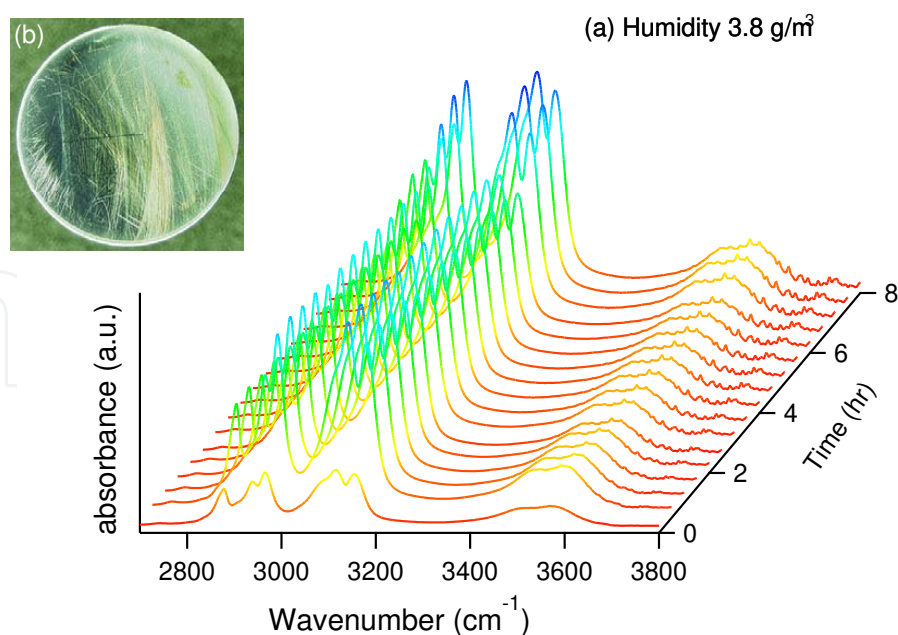 (b)
(a) Humidity 3.8 g/m³
absorbance (a.u.)
8
6
4
2
0
Time (hr)
2800 3000 3200 3400 3600 3800
Wavenumber (cm⁻¹)